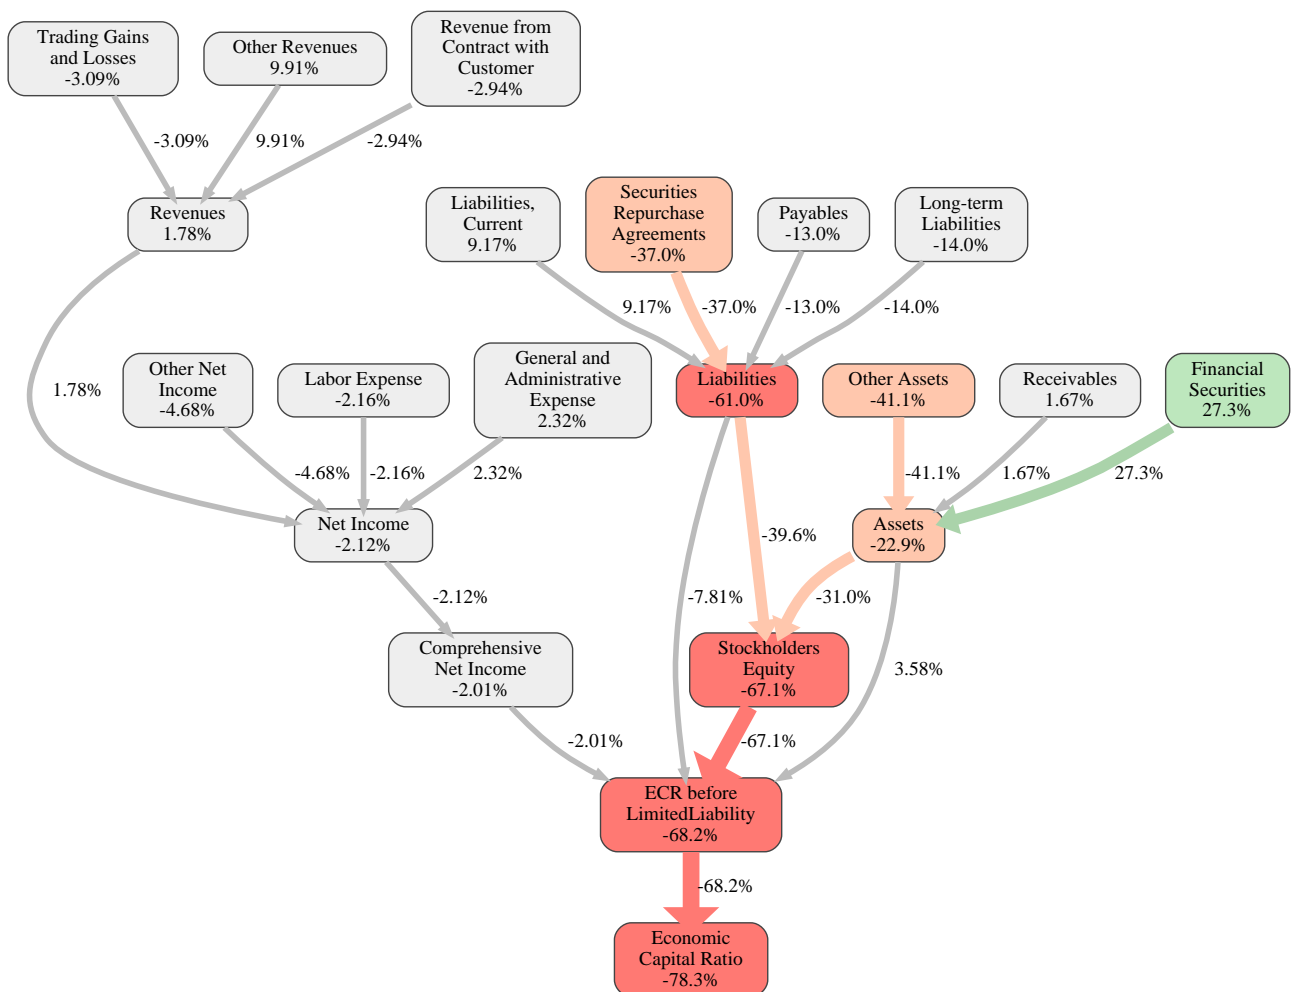 Trading Gains
and Losses
-3.09%
Other Revenues
9.91%
Revenue from
Contract with
Customer
-2.94%
-3.09%
9.91%
-2.94%
Revenues
1.78%
Liabilities,
Current
9.17%
Securities
Repurchase
Agreements
-37.0%
Payables
-13.0%
Long-term
Liabilities
-14.0%
9.17%
-37.0%
-13.0%
-14.0%
1.78%
Other Net
Income
-4.68%
Labor Expense
-2.16%
General and
Administrative
Expense
2.32%
Liabilities
-61.0%
Other Assets
-41.1%
Receivables
1.67%
Financial
Securities
27.3%
-4.68%
-2.16%
2.32%
-41.1%
1.67%
27.3%
Net Income
-2.12%
-39.6%
Assets
-22.9%
-2.12%
-7.81%
-31.0%
Comprehensive
Net Income
-2.01%
Stockholders
Equity
-67.1%
3.58%
-2.01%
-67.1%
ECR before
LimitedLiability
-68.2%
-68.2%
Economic
Capital Ratio
-78.3%